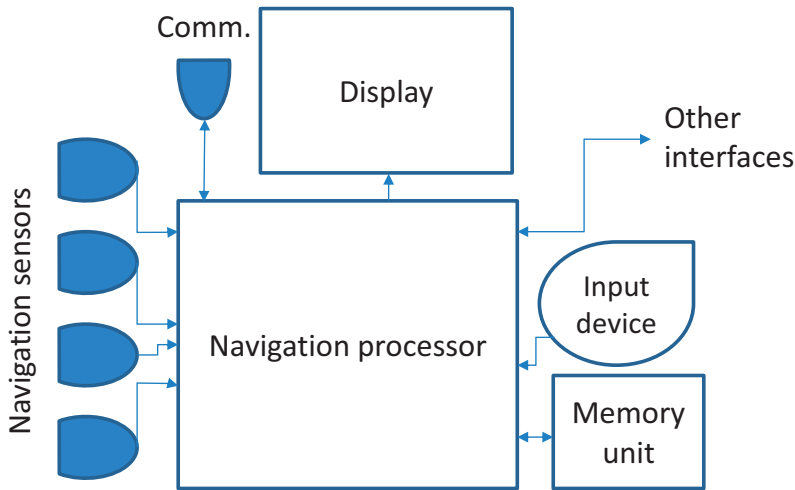 Comm.
Display
Other
interfaces
Navigation sensors
Input
device
Navigation processor
Memory
unit